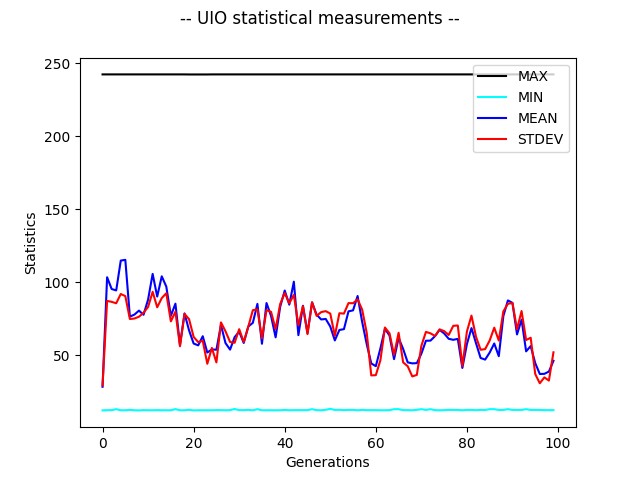 -- UIO statistical measurements --
MAX
MIN
MEAN
STDEV
Statistics
250
200
150
100
50
0 20 40 60 80 100
Generations